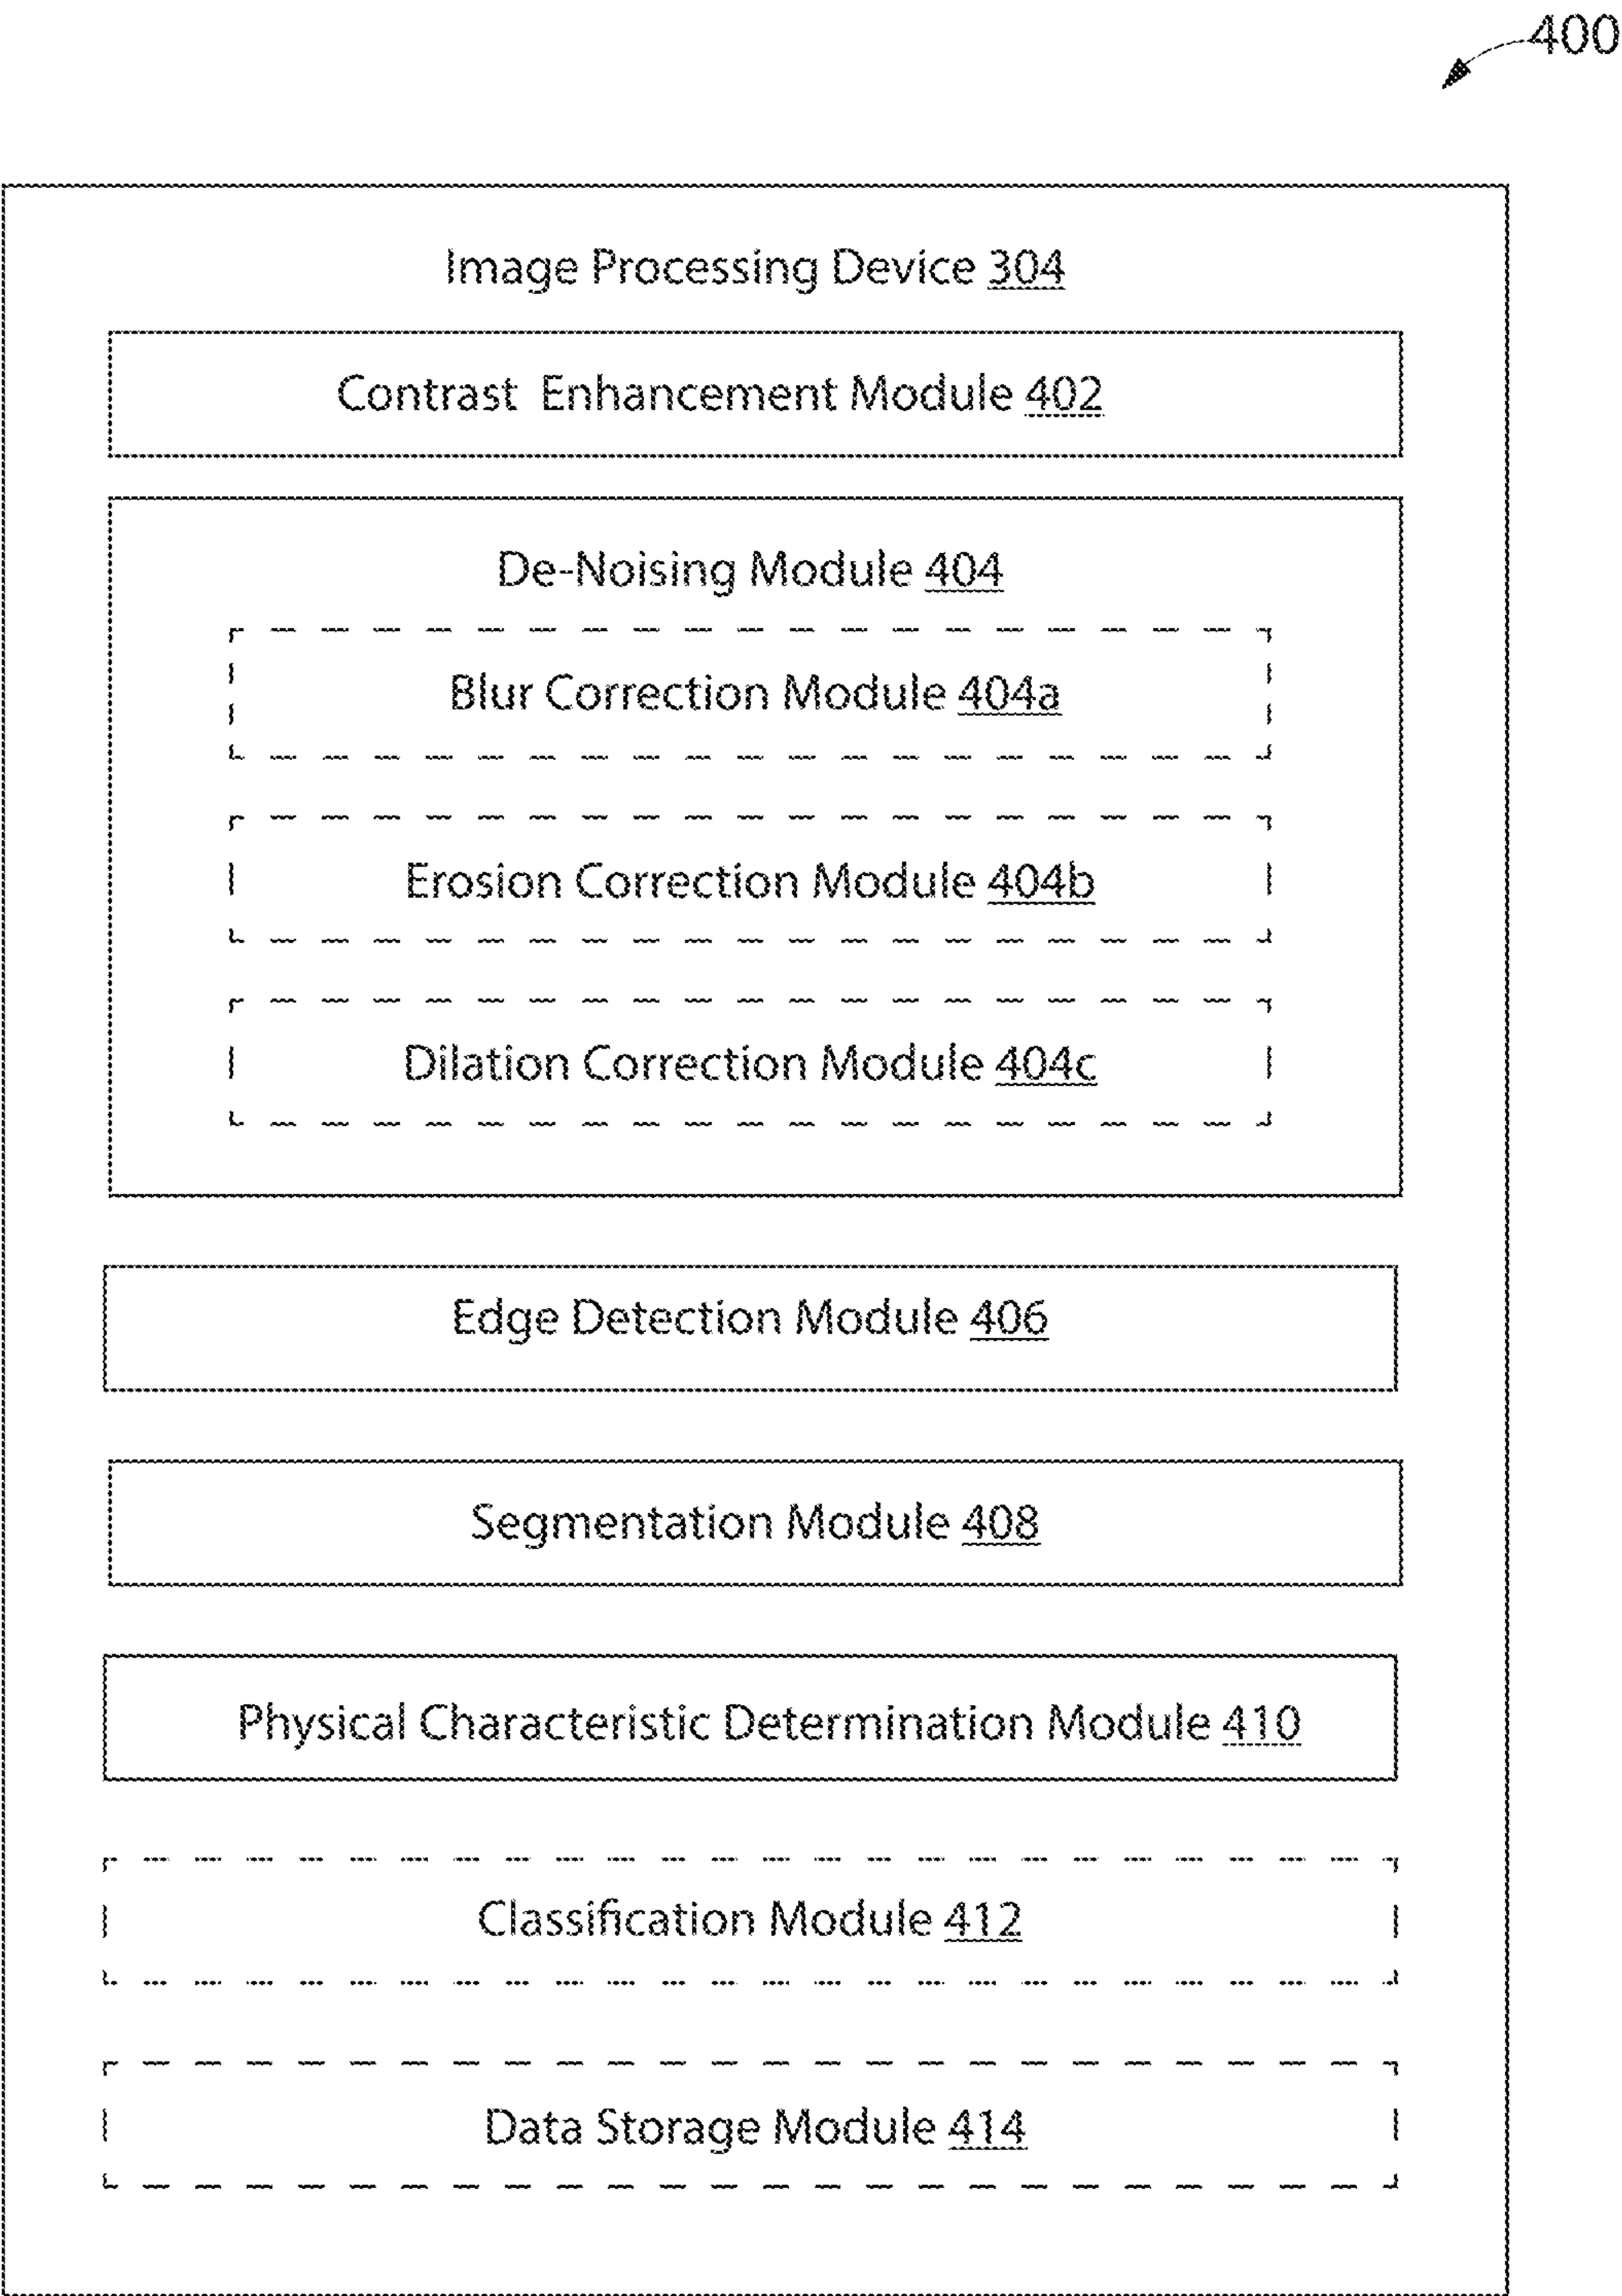 400
Image Processing Device 304
Contrast Enhancement Module 402
De-Noising Module 404
Blur Correction Module 404a
Erosion Correction Module 404b
Dilation Correction Module 404c
Edge Detection Module 406
Segmentation Module 408
Physical Characteristic Determination Module 410
Classification Module 412
Data Storage Module 414